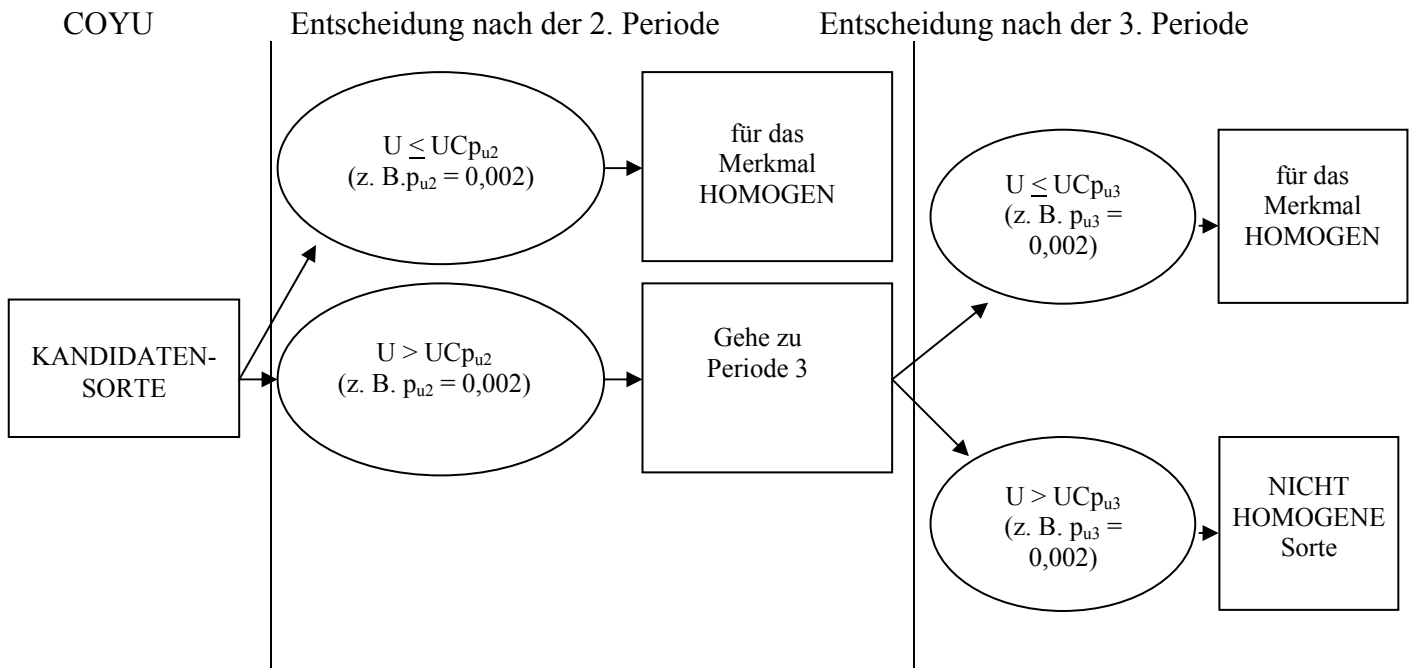 COYU
Entscheidung nach der 2. Periode
Entscheidung nach der 3. Periode
KANDIDATEN-
SORTE
U ≤ UCpu2
(z. B.pu2 = 0,002)
für das
Merkmal
HOMOGEN
U > UCpu2
(z. B. pu2 = 0,002)
Gehe zu
Periode 3
U ≤ UCpu3
(z. B. pu3 =
0,002)
für das
Merkmal
HOMOGEN
U > UCpu3
(z. B. pu3 =
0,002)
NICHT
HOMOGENE
Sorte